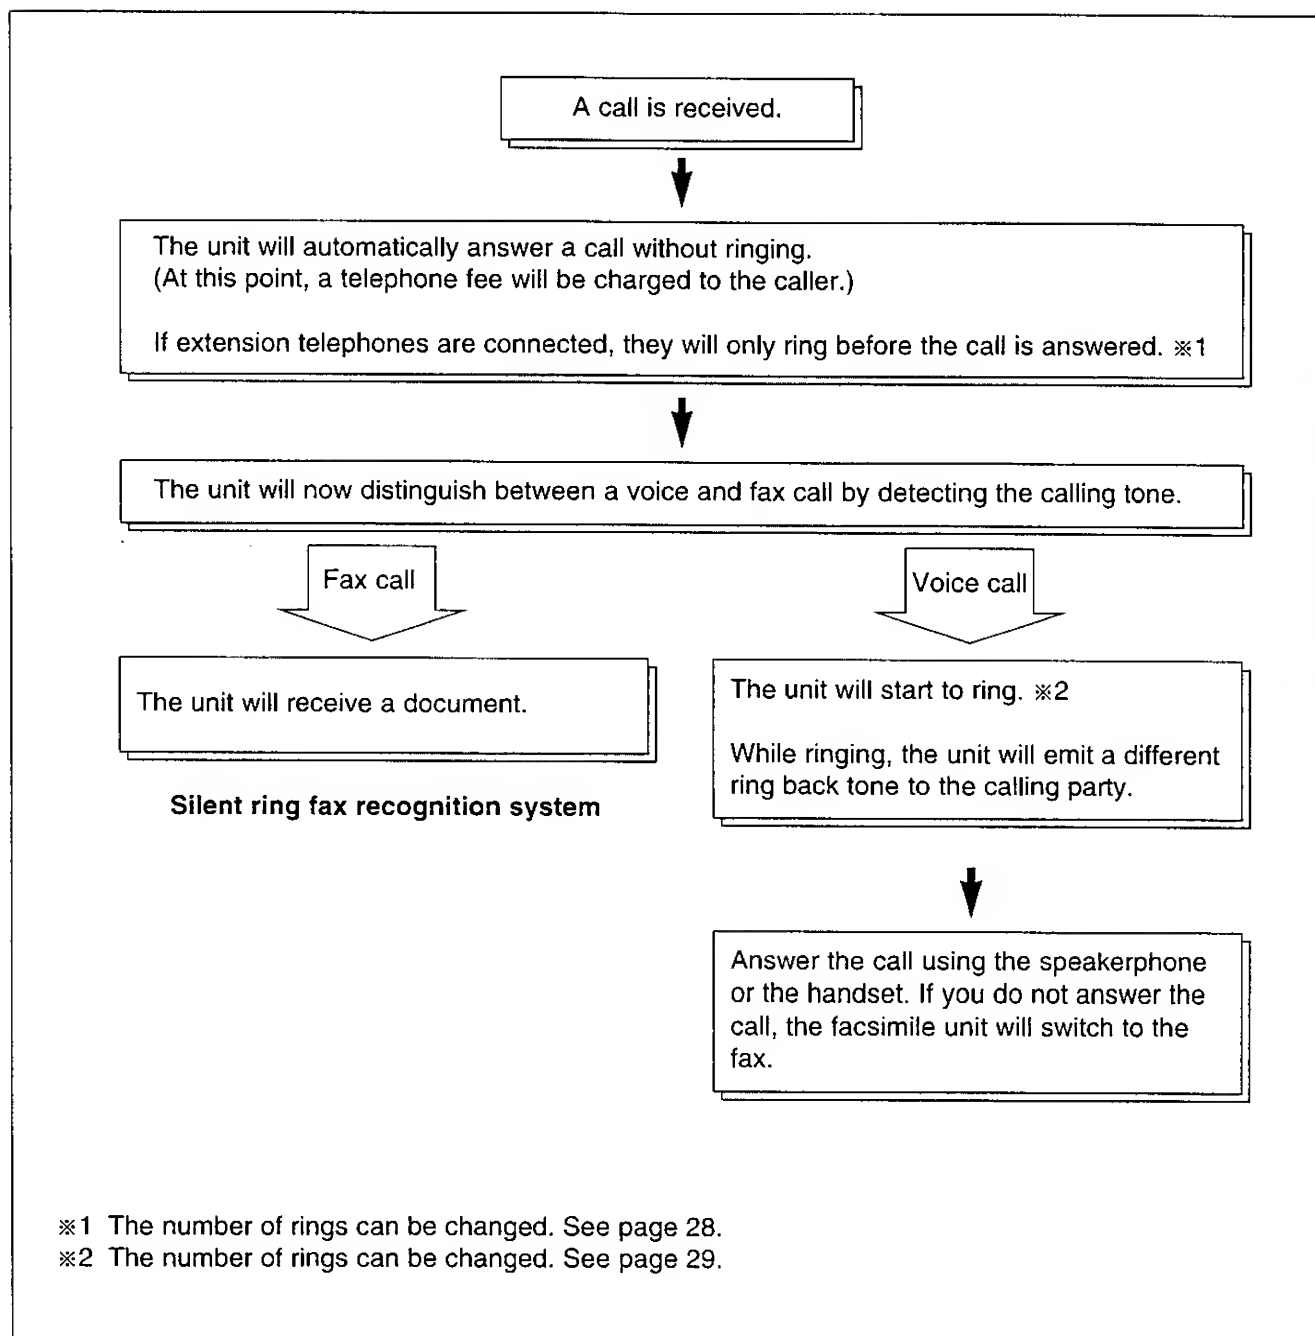 A call is received.
The unit will automatically answer a call without ringing.
(At this point, a telephone fee will be charged to the caller.)
If extension telephones are connected, they will only ring before the call is answered. ※1
The unit will now distinguish between a voice and fax call by detecting the calling tone.
Fax call
Voice call
The unit will receive a document.
Silent ring fax recognition system
The unit will start to ring. ※2
While ringing, the unit will emit a different
ring back tone to the calling party.
Answer the call using the speakerphone
or the handset. If you do not answer the
call, the facsimile unit will switch to the
fax.
※1 The number of rings can be changed. See page 28.
※2 The number of rings can be changed. See page 29.